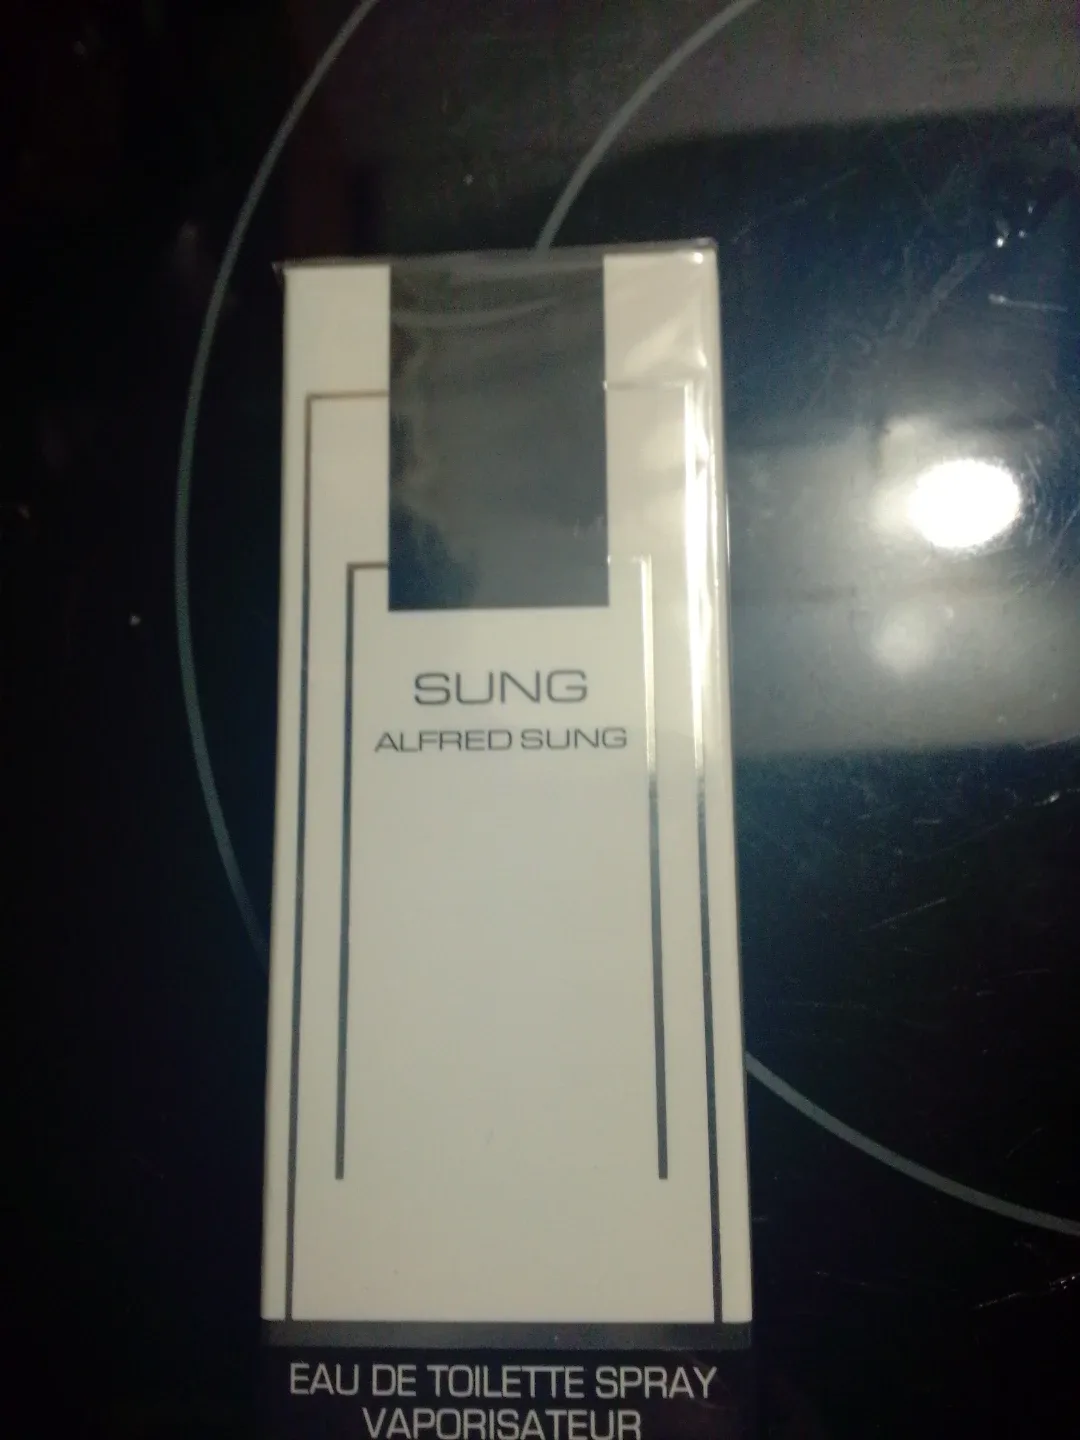 SUNG
ALFRED SUNG
EAU DE TOILETTE SPRAY
VAPORISATEUR